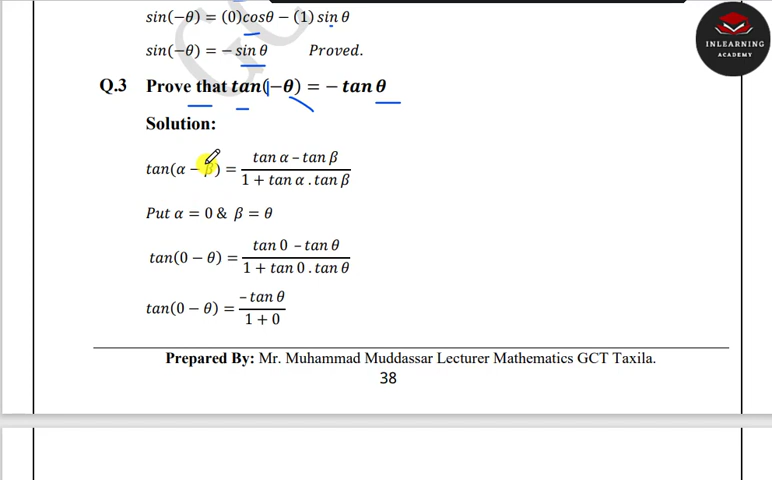 sin(−θ) = (0)cosθ − (1) sin θ
sin(−θ) = − sin θ Proved.
INLEARNING
ACADEMY
Q.3 Prove that tan(−θ) = − tan θ
Solution:
tan(α − β) = (tan α − tan β) / (1 + tan α . tan β)
Put α = 0 & β = θ
tan(0 − θ) = (tan 0 − tan θ) / (1 + tan 0 . tan θ)
tan(0 − θ) = (− tan θ) / (1 + 0)
Prepared By: Mr. Muhammad Muddassar Lecturer Mathematics GCT Taxila.
38